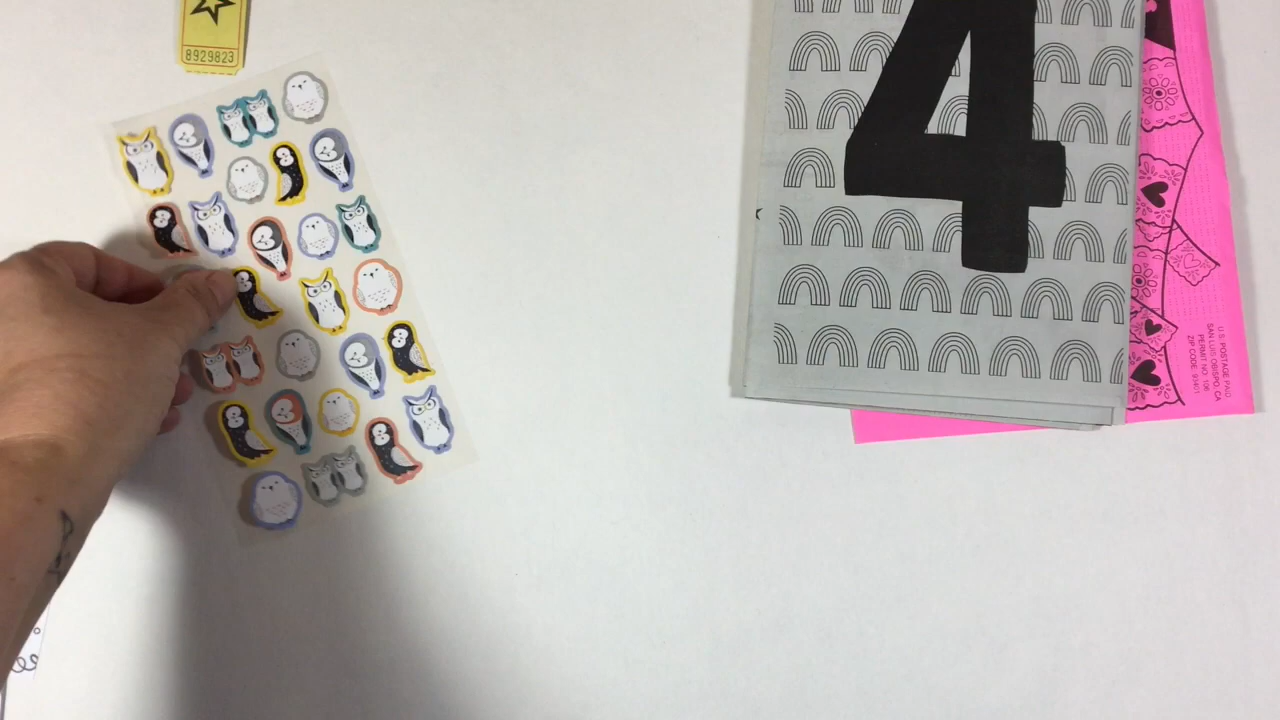 8929823
4
U.S. POSTAGE PAID
SAN LUIS OBISPO, CA
PERMIT NO. 106
ZIP CODE: 93401